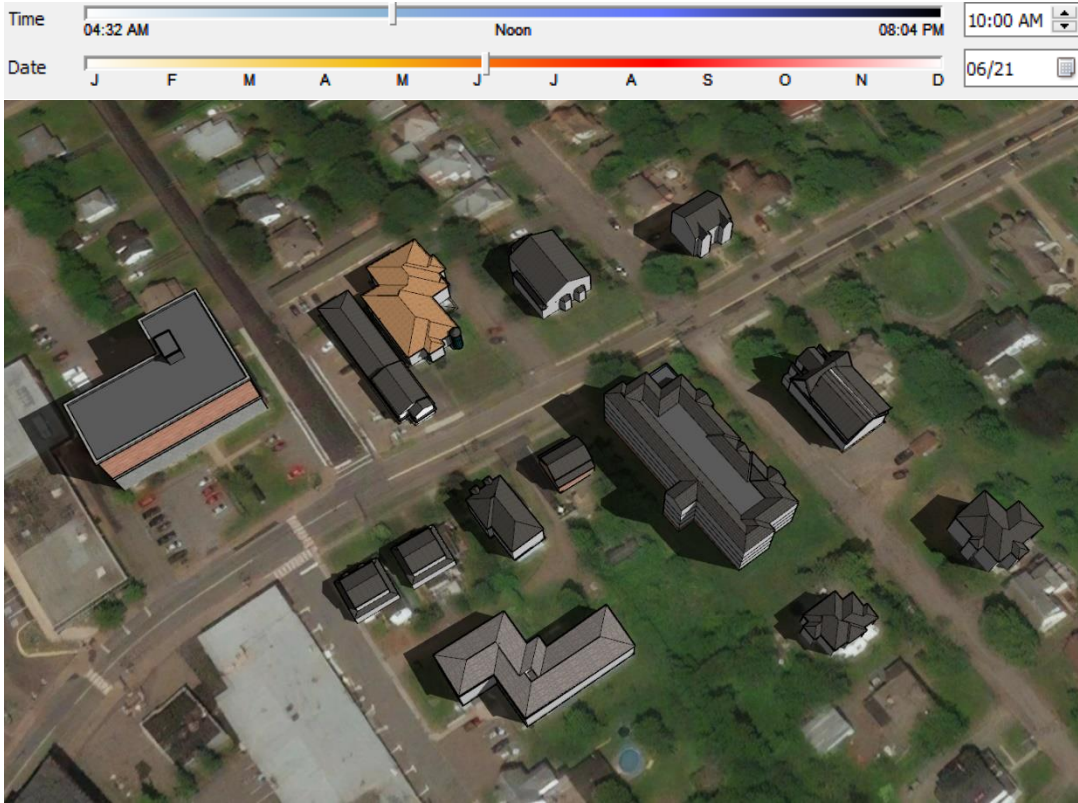 Time
04:32 AM Noon 08:04 PM
10:00 AM
Date
J F M A M J J A S O N D
06/21